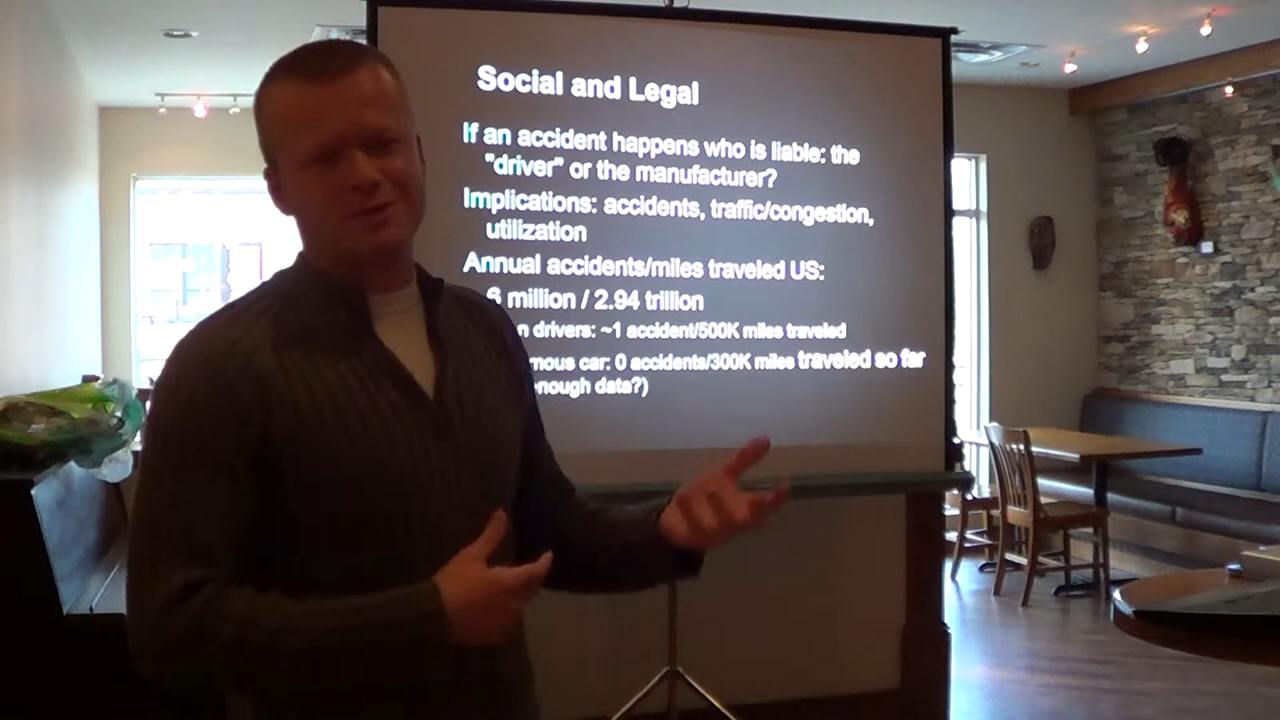 Social and Legal
If an accident happens who is liable: the
"driver" or the manufacturer?
Implications: accidents, traffic/congestion,
utilization
Annual accidents/miles traveled US:
6 million / 2.94 trillion
drivers: ~1 accident/500K miles traveled
car: 0 accidents/300K miles traveled so far
data?)